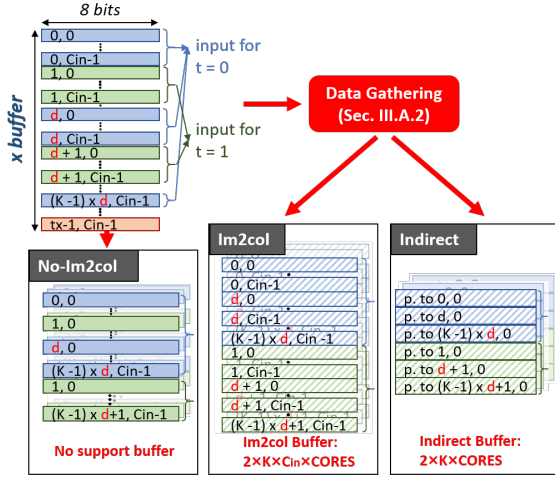 8 bits
x buffer
0, 0
0, Cin-1
1, 0
1, Cin-1
d, 0
d, Cin-1
d + 1, 0
d + 1, Cin-1
(K -1) x d, Cin-1
tx-1, Cin-1
input for
t = 0
input for
t = 1
Data Gathering
(Sec. III.A.2)
No-Im2col
0, 0
1, 0
d, 0
(K -1) x d, Cin-1
1, 0
(K -1) x d+1, Cin-1
No support buffer
Im2col
0, 0
0, Cin-1
d, 0
d, Cin-1
(K -1) x d, Cin -1
1, 0
1, Cin-1
d + 1, 0
d + 1, Cin-1
(K -1) x d+1, Cin-1
Im2col Buffer:
2×K×Cin×CORES
Indirect
p. to 0, 0
p. to d, 0
p. to (K -1) x d, 0
p. to 1, 0
p. to d + 1, 0
p. to (K -1) x d+1, 0
Indirect Buffer:
2×K×CORES